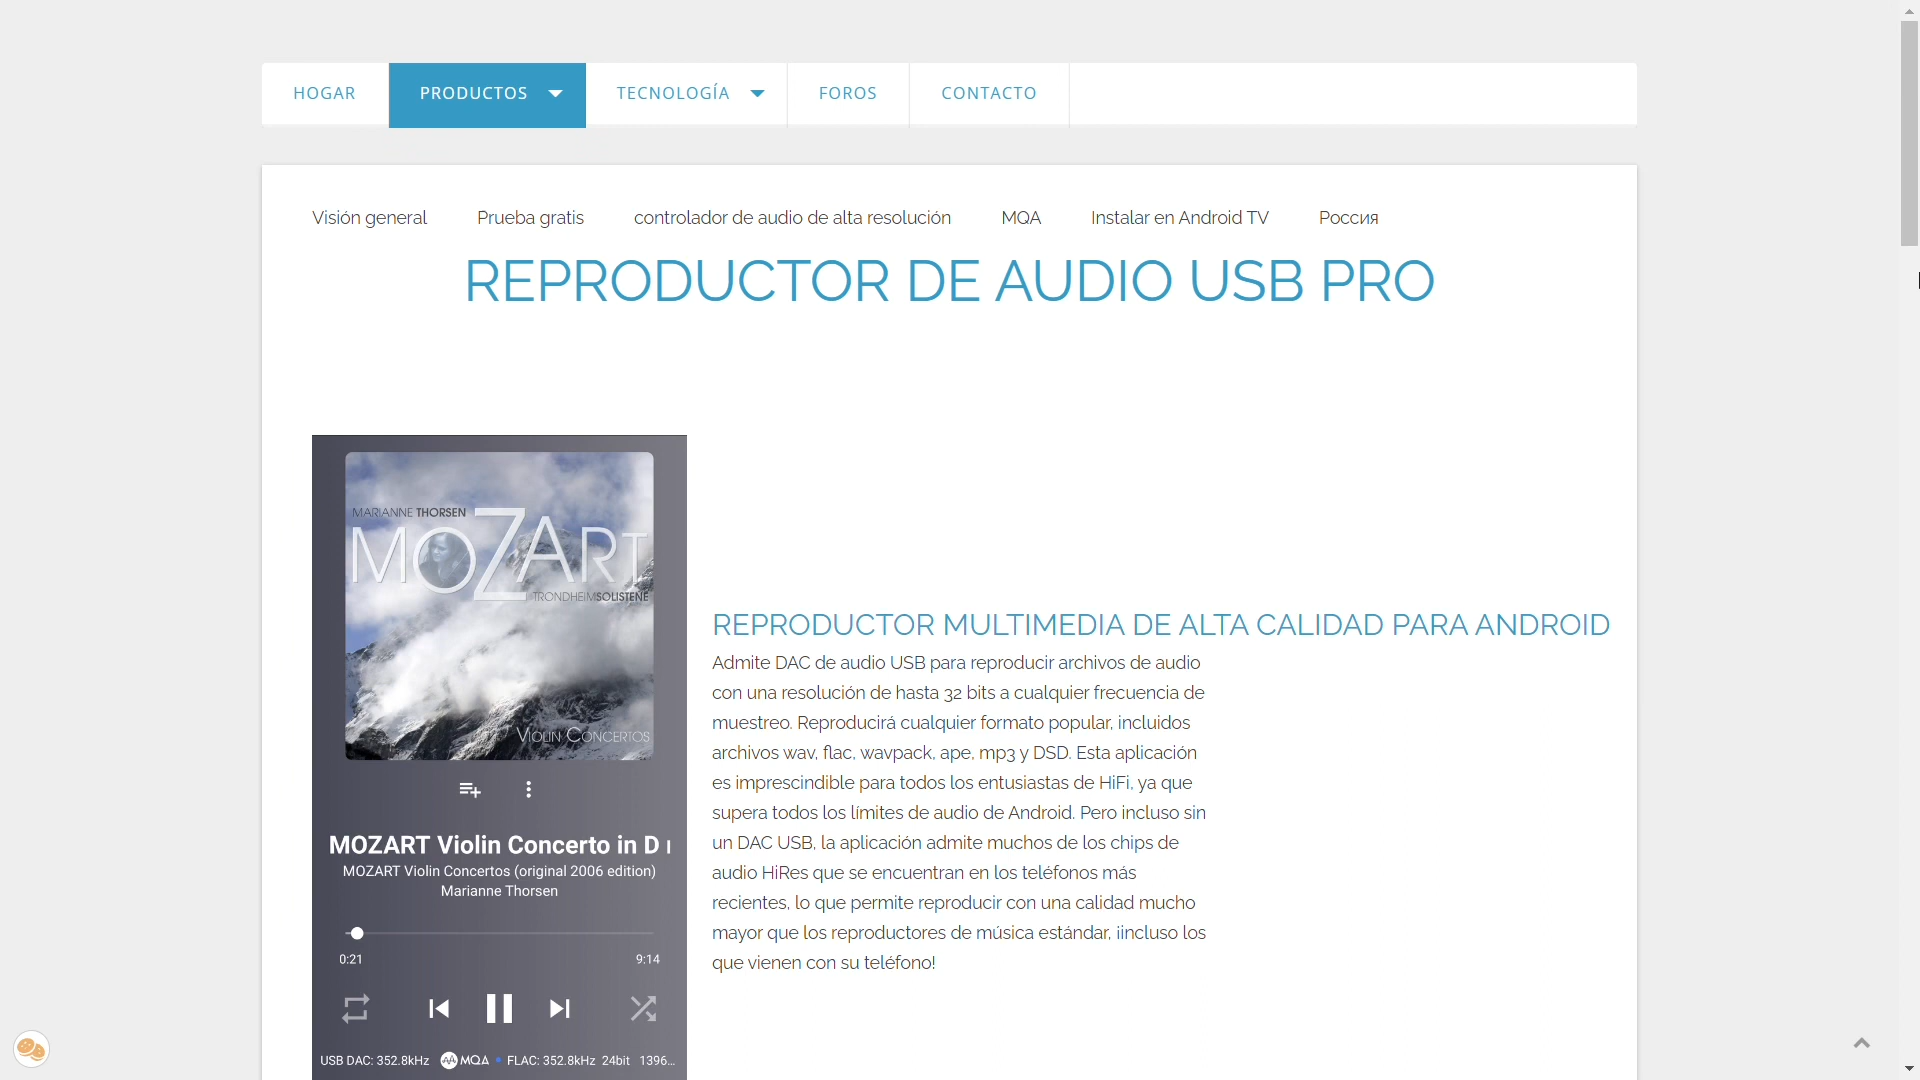 HOGAR PRODUCTOS TECNOLOGÍA FOROS CONTACTO
Visión general Prueba gratis controlador de audio de alta resolución MQA Instalar en Android TV Россия
REPRODUCTOR DE AUDIO USB PRO
MARIANNE THORSEN
MOZART
TRONDHEIMSOLISTENE
VIOLIN CONCERTOS
MOZART Violin Concerto in D
MOZART Violin Concertos (original 2006 edition)
Marianne Thorsen
0:21 9:14
USB DAC: 352.8kHz MQA FLAC: 352.8kHz 24bit 1396...
REPRODUCTOR MULTIMEDIA DE ALTA CALIDAD PARA ANDROID
Admite DAC de audio USB para reproducir archivos de audio
con una resolución de hasta 32 bits a cualquier frecuencia de
muestreo. Reproducirá cualquier formato popular, incluidos
archivos wav, flac, wavpack, ape, mp3 y DSD. Esta aplicación
es imprescindible para todos los entusiastas de HiFi, ya que
supera todos los límites de audio de Android. Pero incluso sin
un DAC USB, la aplicación admite muchos de los chips de
audio HiRes que se encuentran en los teléfonos más
recientes, lo que permite reproducir con una calidad mucho
mayor que los reproductores de música estándar, ¡incluso los
que vienen con su teléfono!